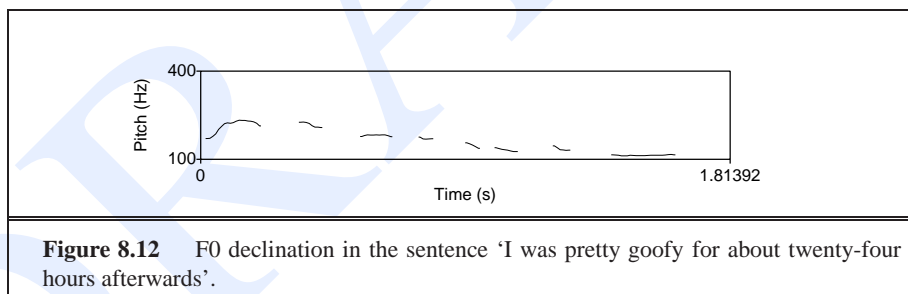 400
Pitch (Hz)
100
0
1.81392
Time (s)
Figure 8.12 F0 declination in the sentence ‘I was pretty goofy for about twenty-four
hours afterwards’.